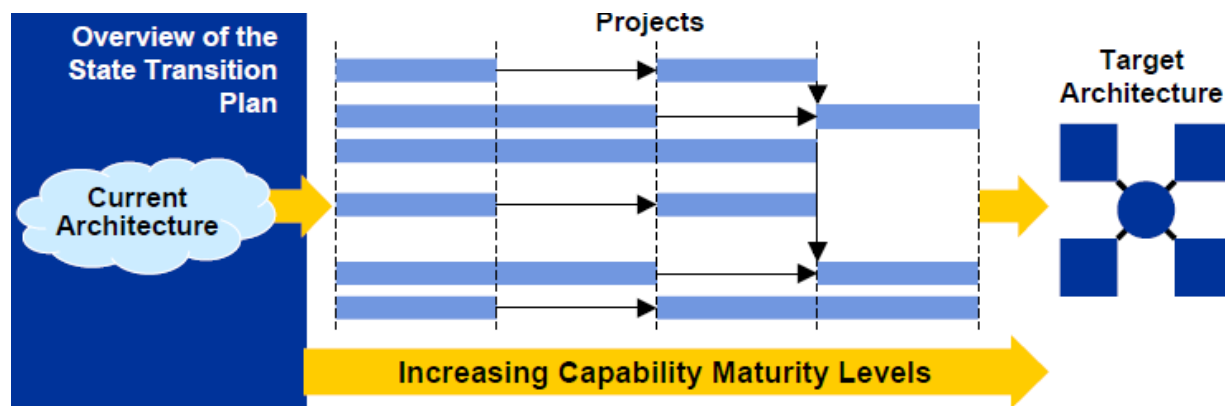 Overview of the
State Transition
Plan
Current
Architecture
Projects
Target
Architecture
Increasing Capability Maturity Levels